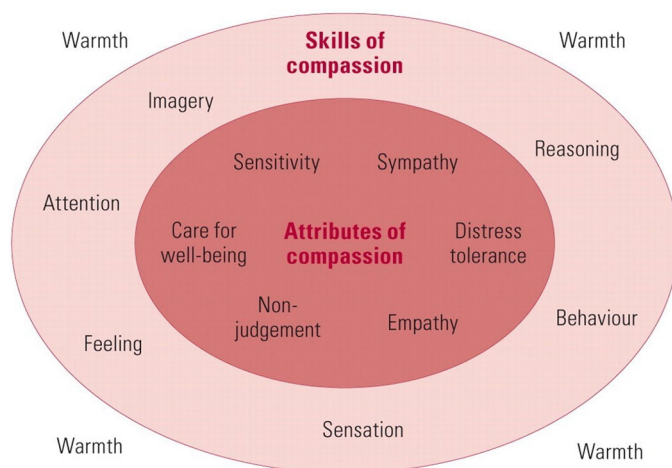 Warmth
Skills of
compassion
Warmth
Imagery
Reasoning
Sensitivity
Sympathy
Attention
Care for
well-being
Attributes of
compassion
Distress
tolerance
Non-
judgement
Empathy
Behaviour
Feeling
Sensation
Warmth
Warmth